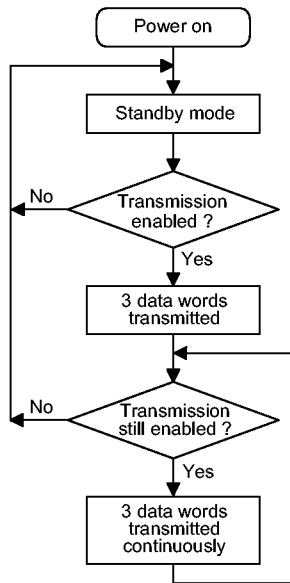 Power on
Standby mode
Transmission
enabled ?
No
Yes
3 data words
transmitted
Transmission
still enabled ?
No
Yes
3 data words
transmitted
continuously